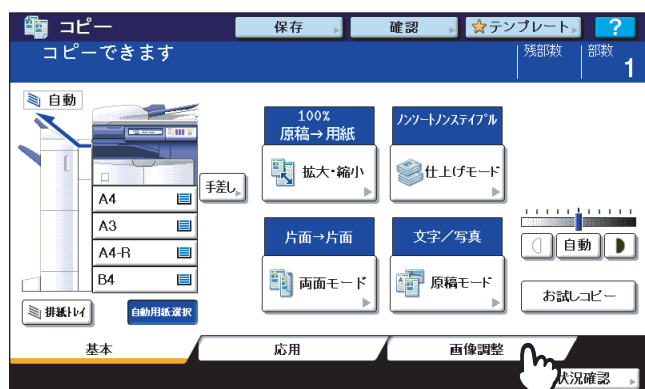 コピー
保存
確認
テンプレート
?
コピーできます
残部数
部数
1
自動
A4
A3
A4-R
B4
手差し
排紙トレイ
自動用紙選択
100%
原稿→用紙
拡大・縮小
ノンソートノンステイプル
仕上げモード
片面→片面
両面モード
文字/写真
原稿モード
自動
お試しコピー
基本
応用
画像調整
状況確認